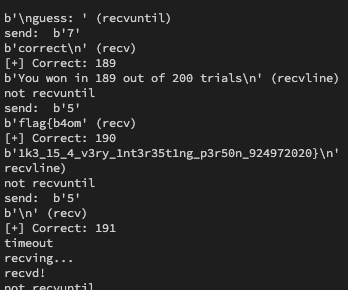 b'\nguess: ' (recvuntil)
send:  b'7'
b'correct\n' (recv)
[+] Correct: 189
b'You won in 189 out of 200 trials\n' (recvline)
not recvuntil
send:  b'5'
b'flag{b4om' (recv)
[+] Correct: 190
b'1k3_15_4_v3ry_1nt3r35t1ng_p3r50n_924972020}\n'
recvline)
not recvuntil
send:  b'5'
b'\n' (recv)
[+] Correct: 191
timeout
recving...
recvd!
not recvuntil